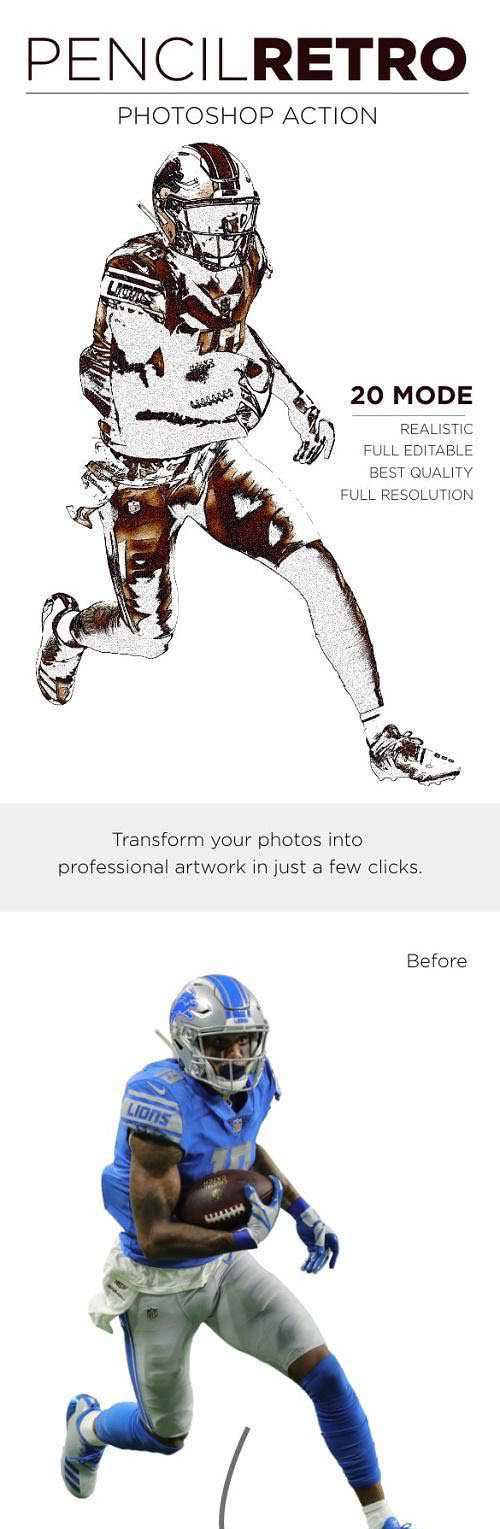 PENCILRETRO
PHOTOSHOP ACTION
LIONS
20 MODE
REALISTIC
FULL EDITABLE
BEST QUALITY
FULL RESOLUTION
Transform your photos into
professional artwork in just a few clicks.
Before
LIONS